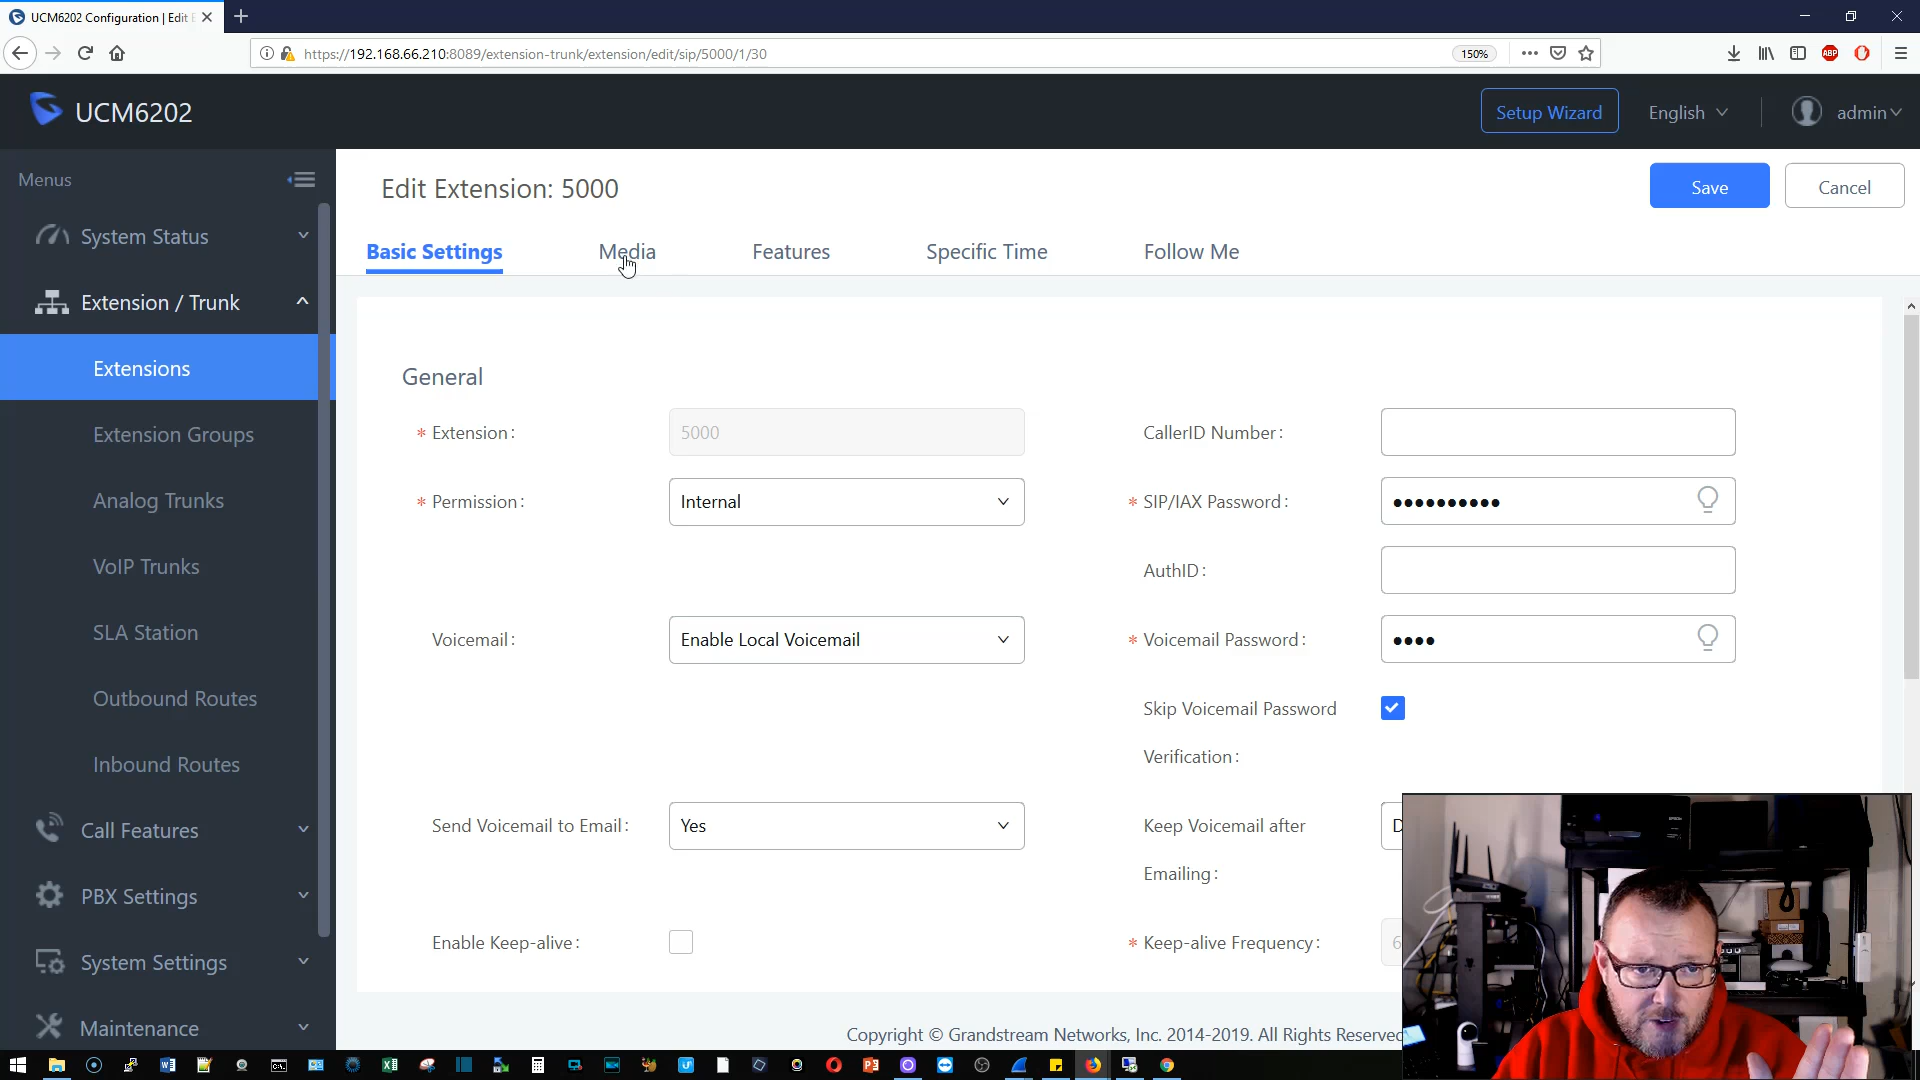 UCM6202 Configuration | Edit E
https://192.168.66.210:8089/extension-trunk/extension/edit/sip/5000/1/30
150%
ABP
UCM6202
Setup Wizard
English
admin
Menus
System Status
Extension / Trunk
Extensions
Extension Groups
Analog Trunks
VoIP Trunks
SLA Station
Outbound Routes
Inbound Routes
Call Features
PBX Settings
System Settings
Maintenance
Edit Extension: 5000
Save
Cancel
Basic Settings
Media
Features
Specific Time
Follow Me
General
* Extension:
5000
CallerID Number:
* Permission:
Internal
* SIP/IAX Password:
••••••••••
AuthID:
Voicemail:
Enable Local Voicemail
* Voicemail Password:
••••
Skip Voicemail Password
Verification:
Send Voicemail to Email:
Yes
Keep Voicemail after
Emailing:
D
Enable Keep-alive:
* Keep-alive Frequency:
6
Copyright © Grandstream Networks, Inc. 2014-2019. All Rights Reserved